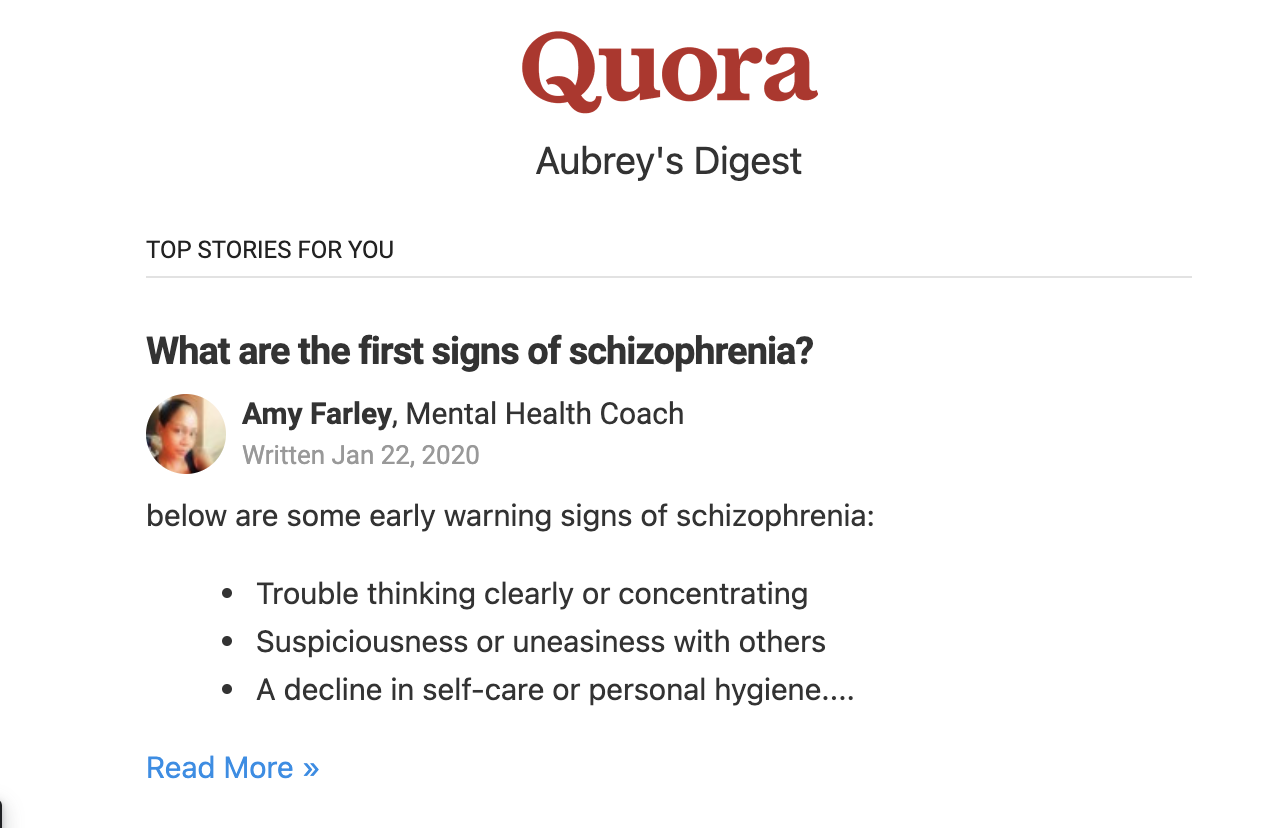 Quora
Aubrey's Digest
TOP STORIES FOR YOU
What are the first signs of schizophrenia?
Amy Farley, Mental Health Coach
Written Jan 22, 2020
below are some early warning signs of schizophrenia:
• Trouble thinking clearly or concentrating
• Suspiciousness or uneasiness with others
• A decline in self-care or personal hygiene....
Read More »